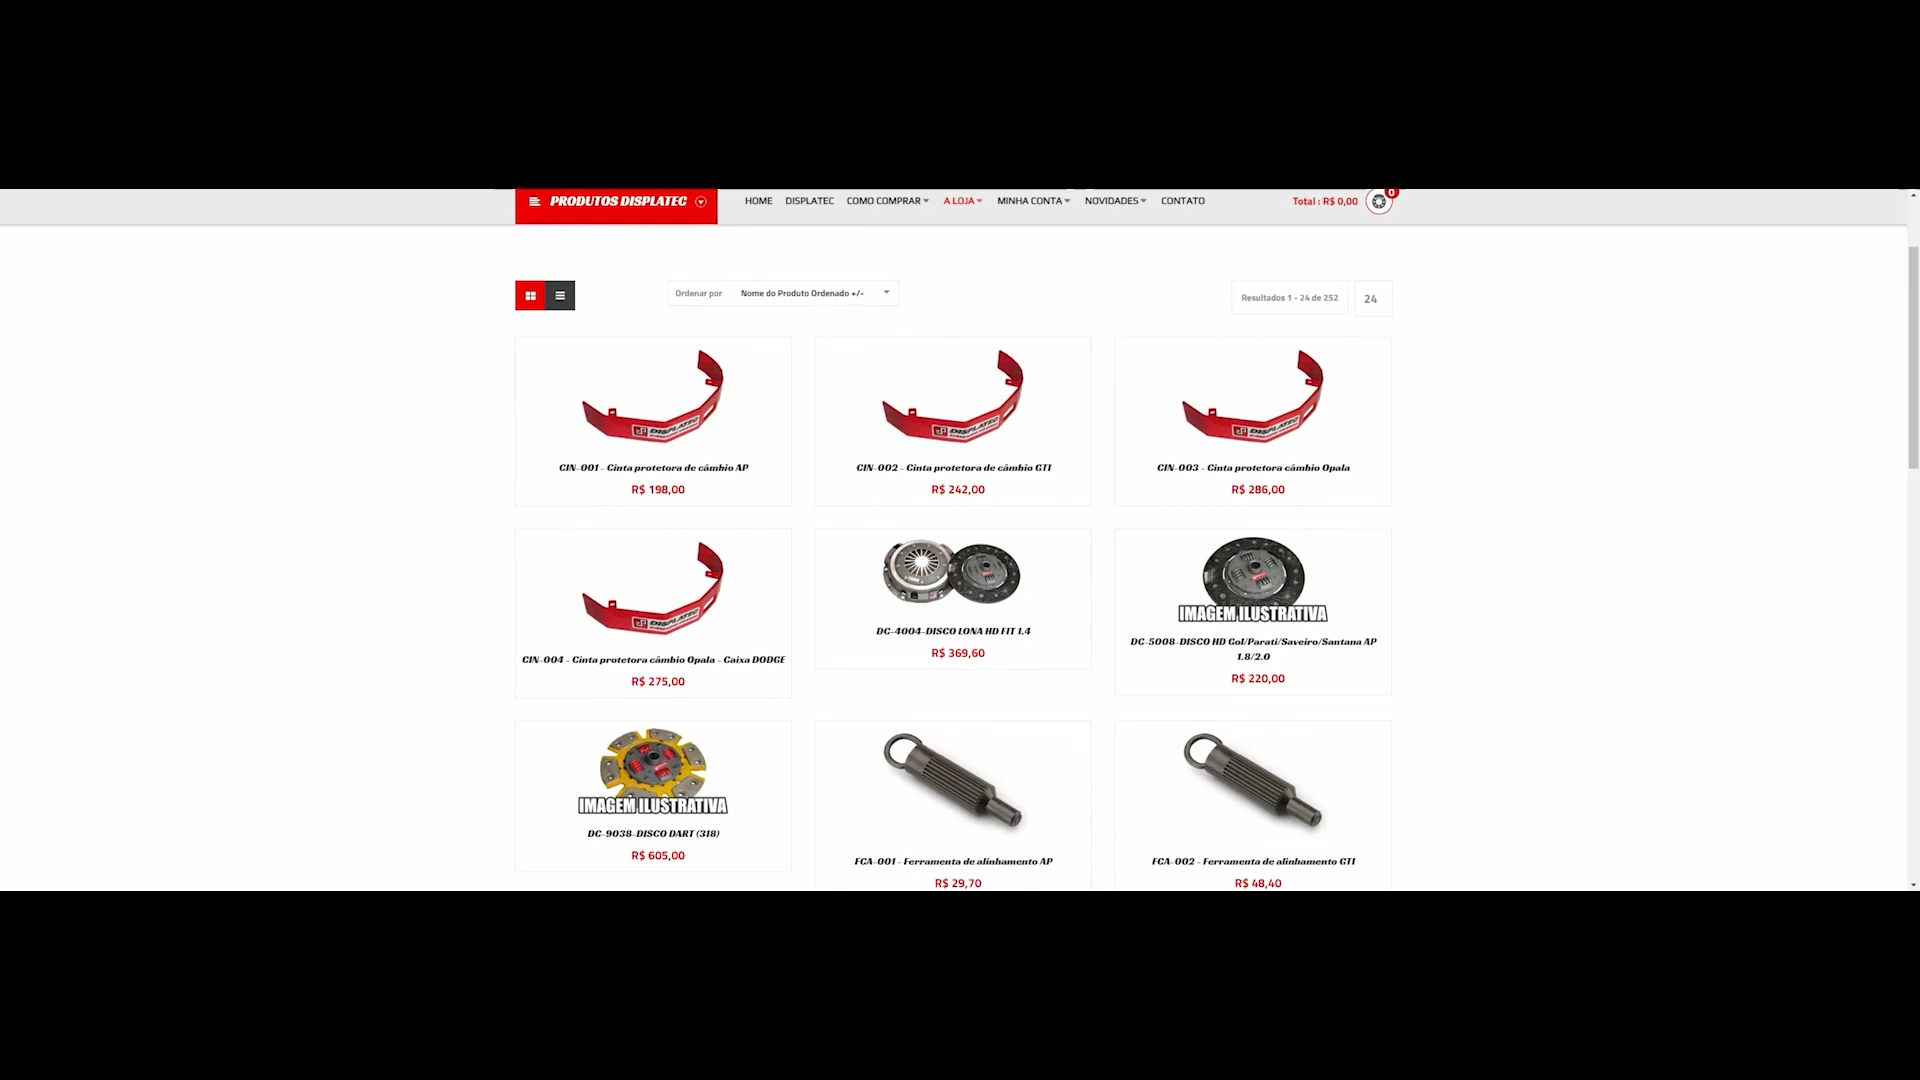 PRODUTOS DISPLATEC
HOME DISPLATEC COMO COMPRAR A LOJA MINHA CONTA NOVIDADES CONTATO
Total : R$ 0,00
0
Ordenar por Nome do Produto Ordenado +/-
Resultados 1 - 24 de 252
24
DISPLATEC
DISPLATEC
DISPLATEC
CIN-001 - Cinta protetora de câmbio AP
R$ 198,00
CIN-002 - Cinta protetora de câmbio GTI
R$ 242,00
CIN-003 - Cinta protetora câmbio Opala
R$ 286,00
DISPLATEC
CIN-004 - Cinta protetora câmbio Opala - Caixa DODGE
R$ 275,00
DC-4004-DISCO LONA HD FIT 1.4
R$ 369,60
IMAGEM ILUSTRATIVA
DC-5008-DISCO HD Gol/Parati/Saveiro/Santana AP
1.8/2.0
R$ 220,00
IMAGEM ILUSTRATIVA
DC-9038-DISCO DART (318)
R$ 605,00
FCA-001 - Ferramenta de alinhamento AP
R$ 29,70
FCA-002 - Ferramenta de alinhamento GTI
R$ 48,40